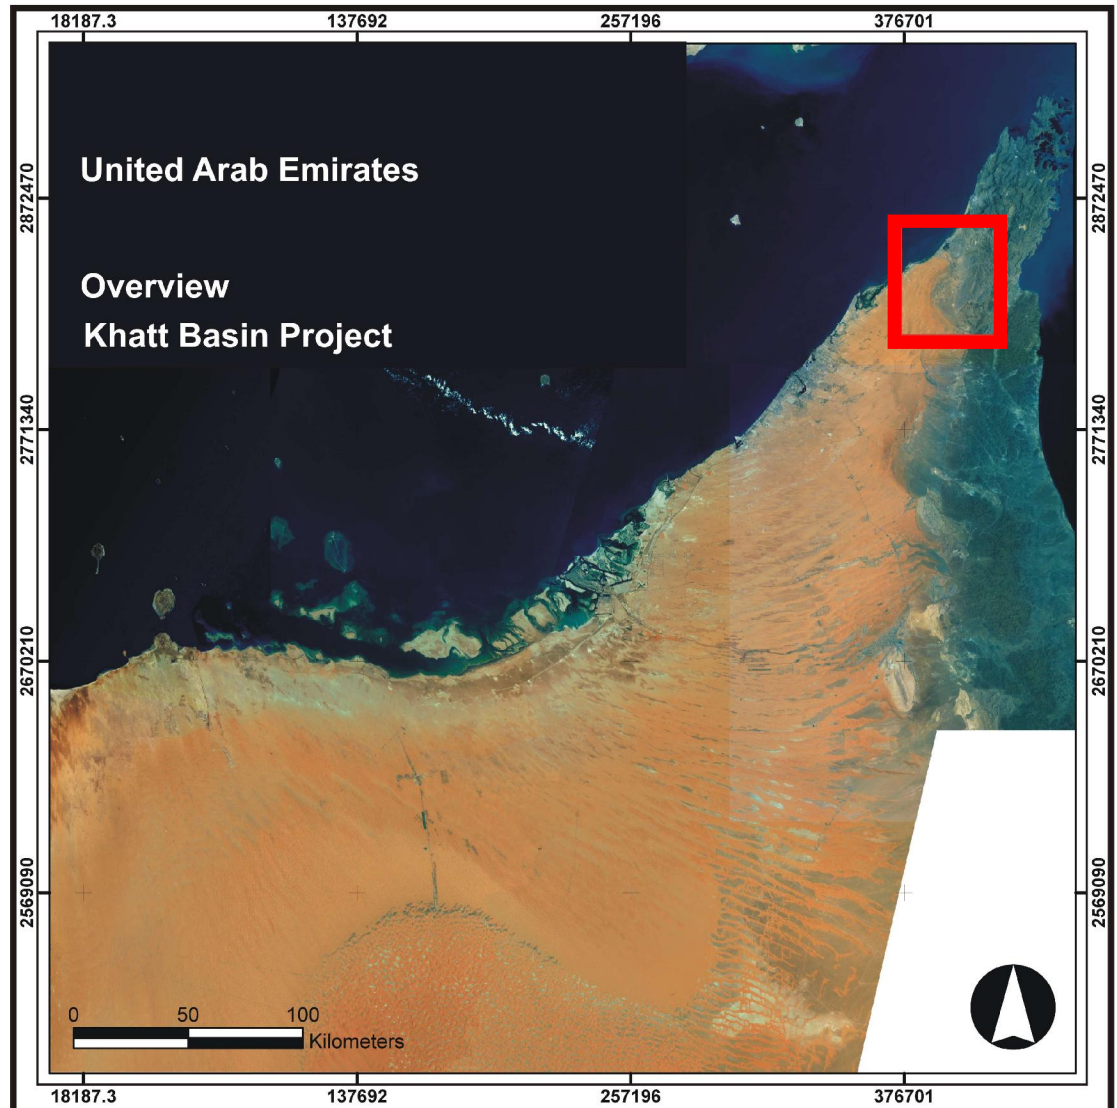 18187.3 137692 257196 376701
2872470 2872470
United Arab Emirates
Overview
Khatt Basin Project
2771340 2771340
2670210 2670210
2569090 2569090
0 50 100
Kilometers
18187.3 137692 257196 376701